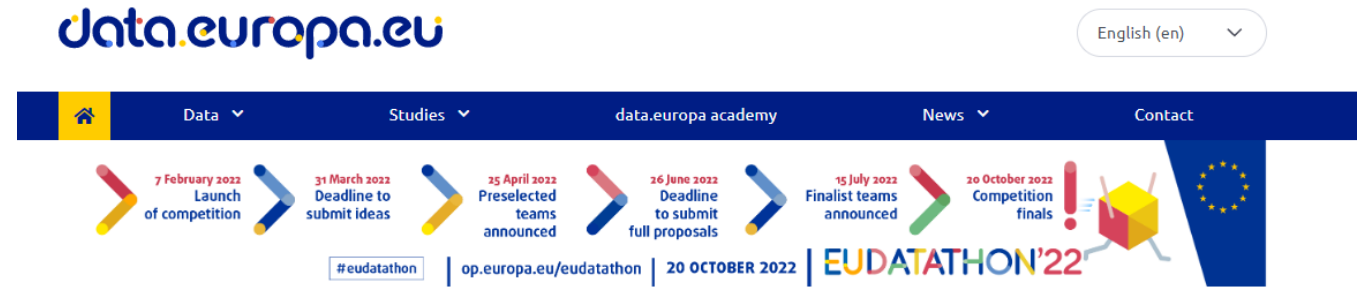 data.europa.eu
English (en)
Data
Studies
data.europa academy
News
Contact
7 February 2022
Launch
of competition
31 March 2022
Deadline to
submit ideas
25 April 2022
Preselected
teams
announced
26 June 2022
Deadline
to submit
full proposals
15 July 2022
Finalist teams
announced
20 October 2022
Competition
finals
#eudatathon
op.europa.eu/eudatathon
20 OCTOBER 2022
EUDATATHON'22